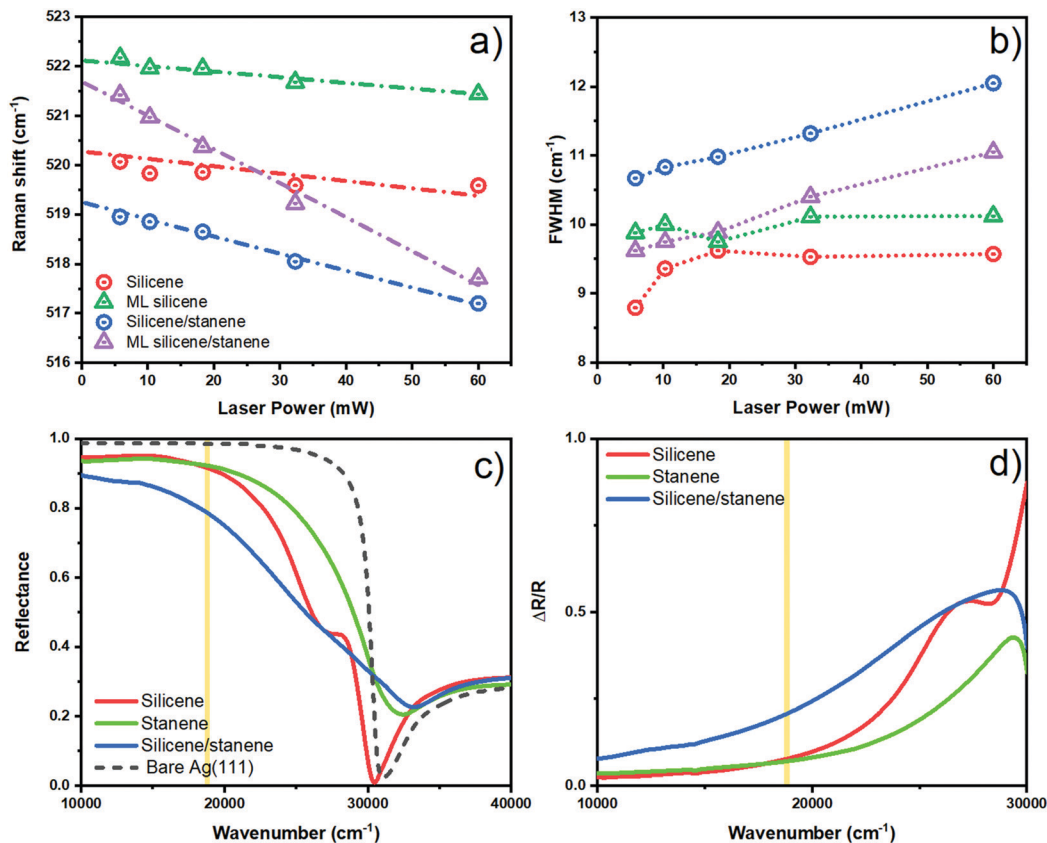 a)
523
522
521
520
519
518
517
516
Raman shift (cm⁻¹)
Silicene
ML silicene
Silicene/stanene
ML silicene/stanene
0 10 20 30 40 50 60
Laser Power (mW)
b)
13
12
11
10
9
8
FWHM (cm⁻¹)
0 10 20 30 40 50 60
Laser Power (mW)
c)
1.0
0.8
0.6
0.4
0.2
0.0
Reflectance
Silicene
Stanene
Silicene/stanene
Bare Ag(111)
10000 20000 30000 40000
Wavenumber (cm⁻¹)
d)
1.0
0.5
0.0
ΔR/R
Silicene
Stanene
Silicene/stanene
10000 20000 30000
Wavenumber (cm⁻¹)